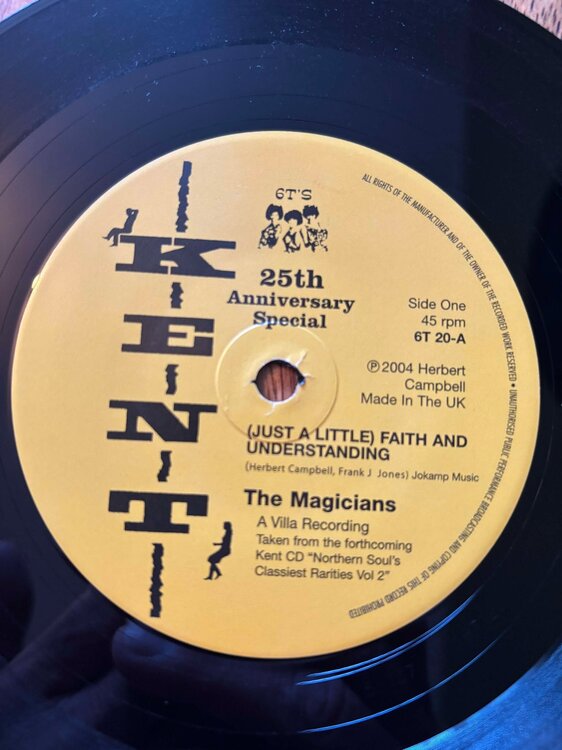 KENT
6T'S
25th
Anniversary
Special
Side One
45 rpm
6T 20-A
℗ 2004 Herbert
Campbell
Made In The UK
(JUST A LITTLE) FAITH AND
UNDERSTANDING
(Herbert Campbell, Frank J Jones) Jokamp Music
The Magicians
A Villa Recording
Taken from the forthcoming
Kent CD "Northern Soul's
Classiest Rarities Vol 2"
ALL RIGHTS OF THE MANUFACTURER AND OF THE OWNER OF THE RECORDED WORK RESERVED • UNAUTHORISED PUBLIC PERFORMANCE BROADCASTING AND COPYING OF THIS RECORD PROHIBITED